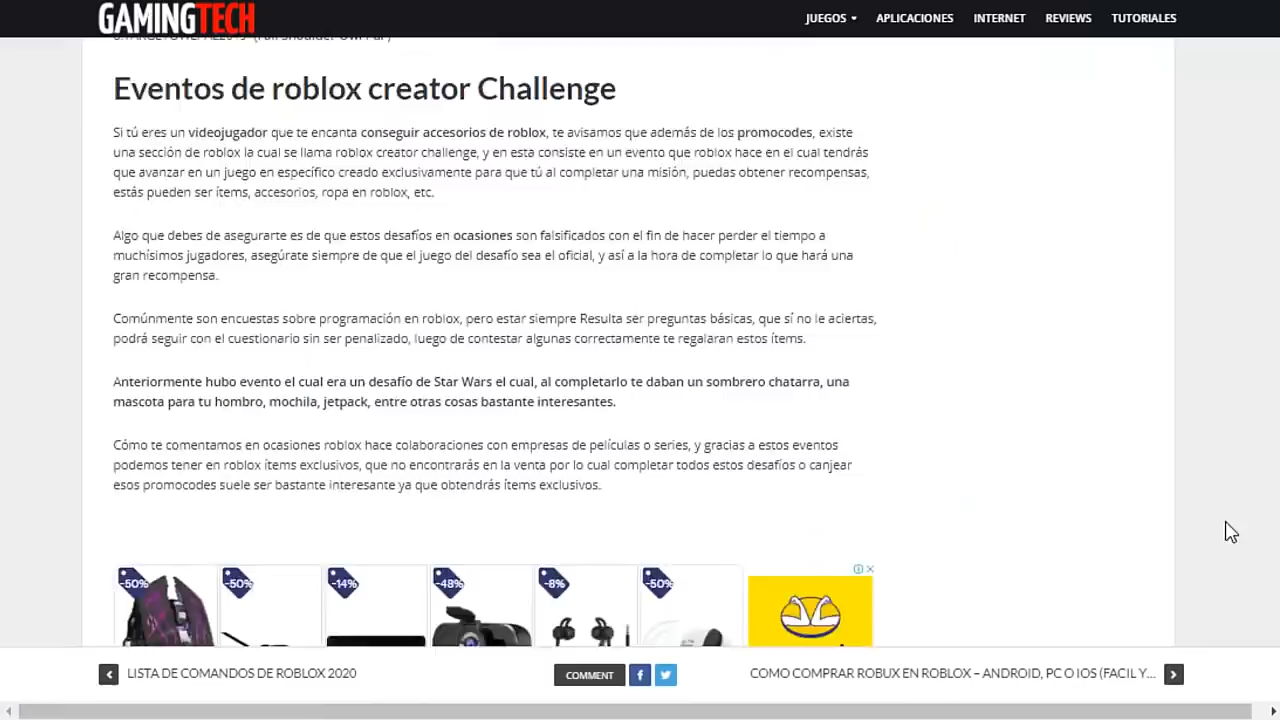 GAMINGTECH
JUEGOS
APLICACIONES
INTERNET
REVIEWS
TUTORIALES
Eventos de roblox creator Challenge
Si tú eres un videojugador que te encanta conseguir accesorios de roblox, te avisamos que además de los promocodes, existe
una sección de roblox la cual se llama roblox creator challenge, y en esta consiste en un evento que roblox hace en el cual tendrás
que avanzar en un juego en específico creado exclusivamente para que tú al completar una misión, puedas obtener recompensas,
estás pueden ser ítems, accesorios, ropa en roblox, etc.
Algo que debes de asegurarte es de que estos desafíos en ocasiones son falsificados con el fin de hacer perder el tiempo a
muchísimos jugadores, asegúrate siempre de que el juego del desafío sea el oficial, y así a la hora de completar lo que hará una
gran recompensa.
Comúnmente son encuestas sobre programación en roblox, pero estar siempre Resulta ser preguntas básicas, que sí no le aciertas,
podrá seguir con el cuestionario sin ser penalizado, luego de contestar algunas correctamente te regalaran estos ítems.
Anteriormente hubo evento el cual era un desafío de Star Wars el cual, al completarlo te daban un sombrero chatarra, una
mascota para tu hombro, mochila, jetpack, entre otras cosas bastante interesantes.
Cómo te comentamos en ocasiones roblox hace colaboraciones con empresas de películas o series, y gracias a estos eventos
podemos tener en roblox ítems exclusivos, que no encontrarás en la venta por lo cual completar todos estos desafíos o canjear
esos promocodes suele ser bastante interesante ya que obtendrás ítems exclusivos.
-50%
-50%
-14%
-48%
-8%
-50%
LISTA DE COMANDOS DE ROBLOX 2020
COMMENT
COMO COMPRAR ROBUX EN ROBLOX – ANDROID, PC O IOS (FACIL Y...